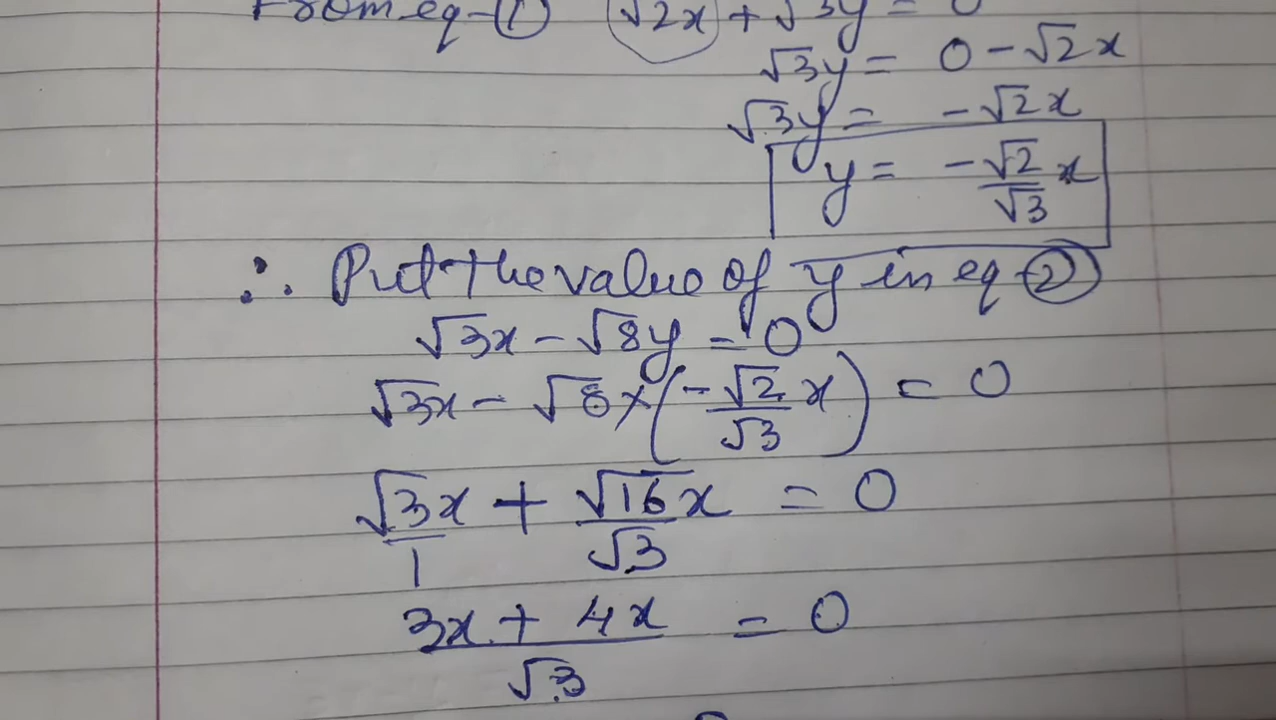 From eq-① √2x + √3y = 0
√3y = 0 - √2x
√3y = -√2x
y = -√2/√3 x
∴ Put the value of y in eq-②
√3x - √8y = 0
√3x - √8 × (-√2/√3 x) = 0
√3x/1 + √16x/√3 = 0
3x + 4x/√3 = 0